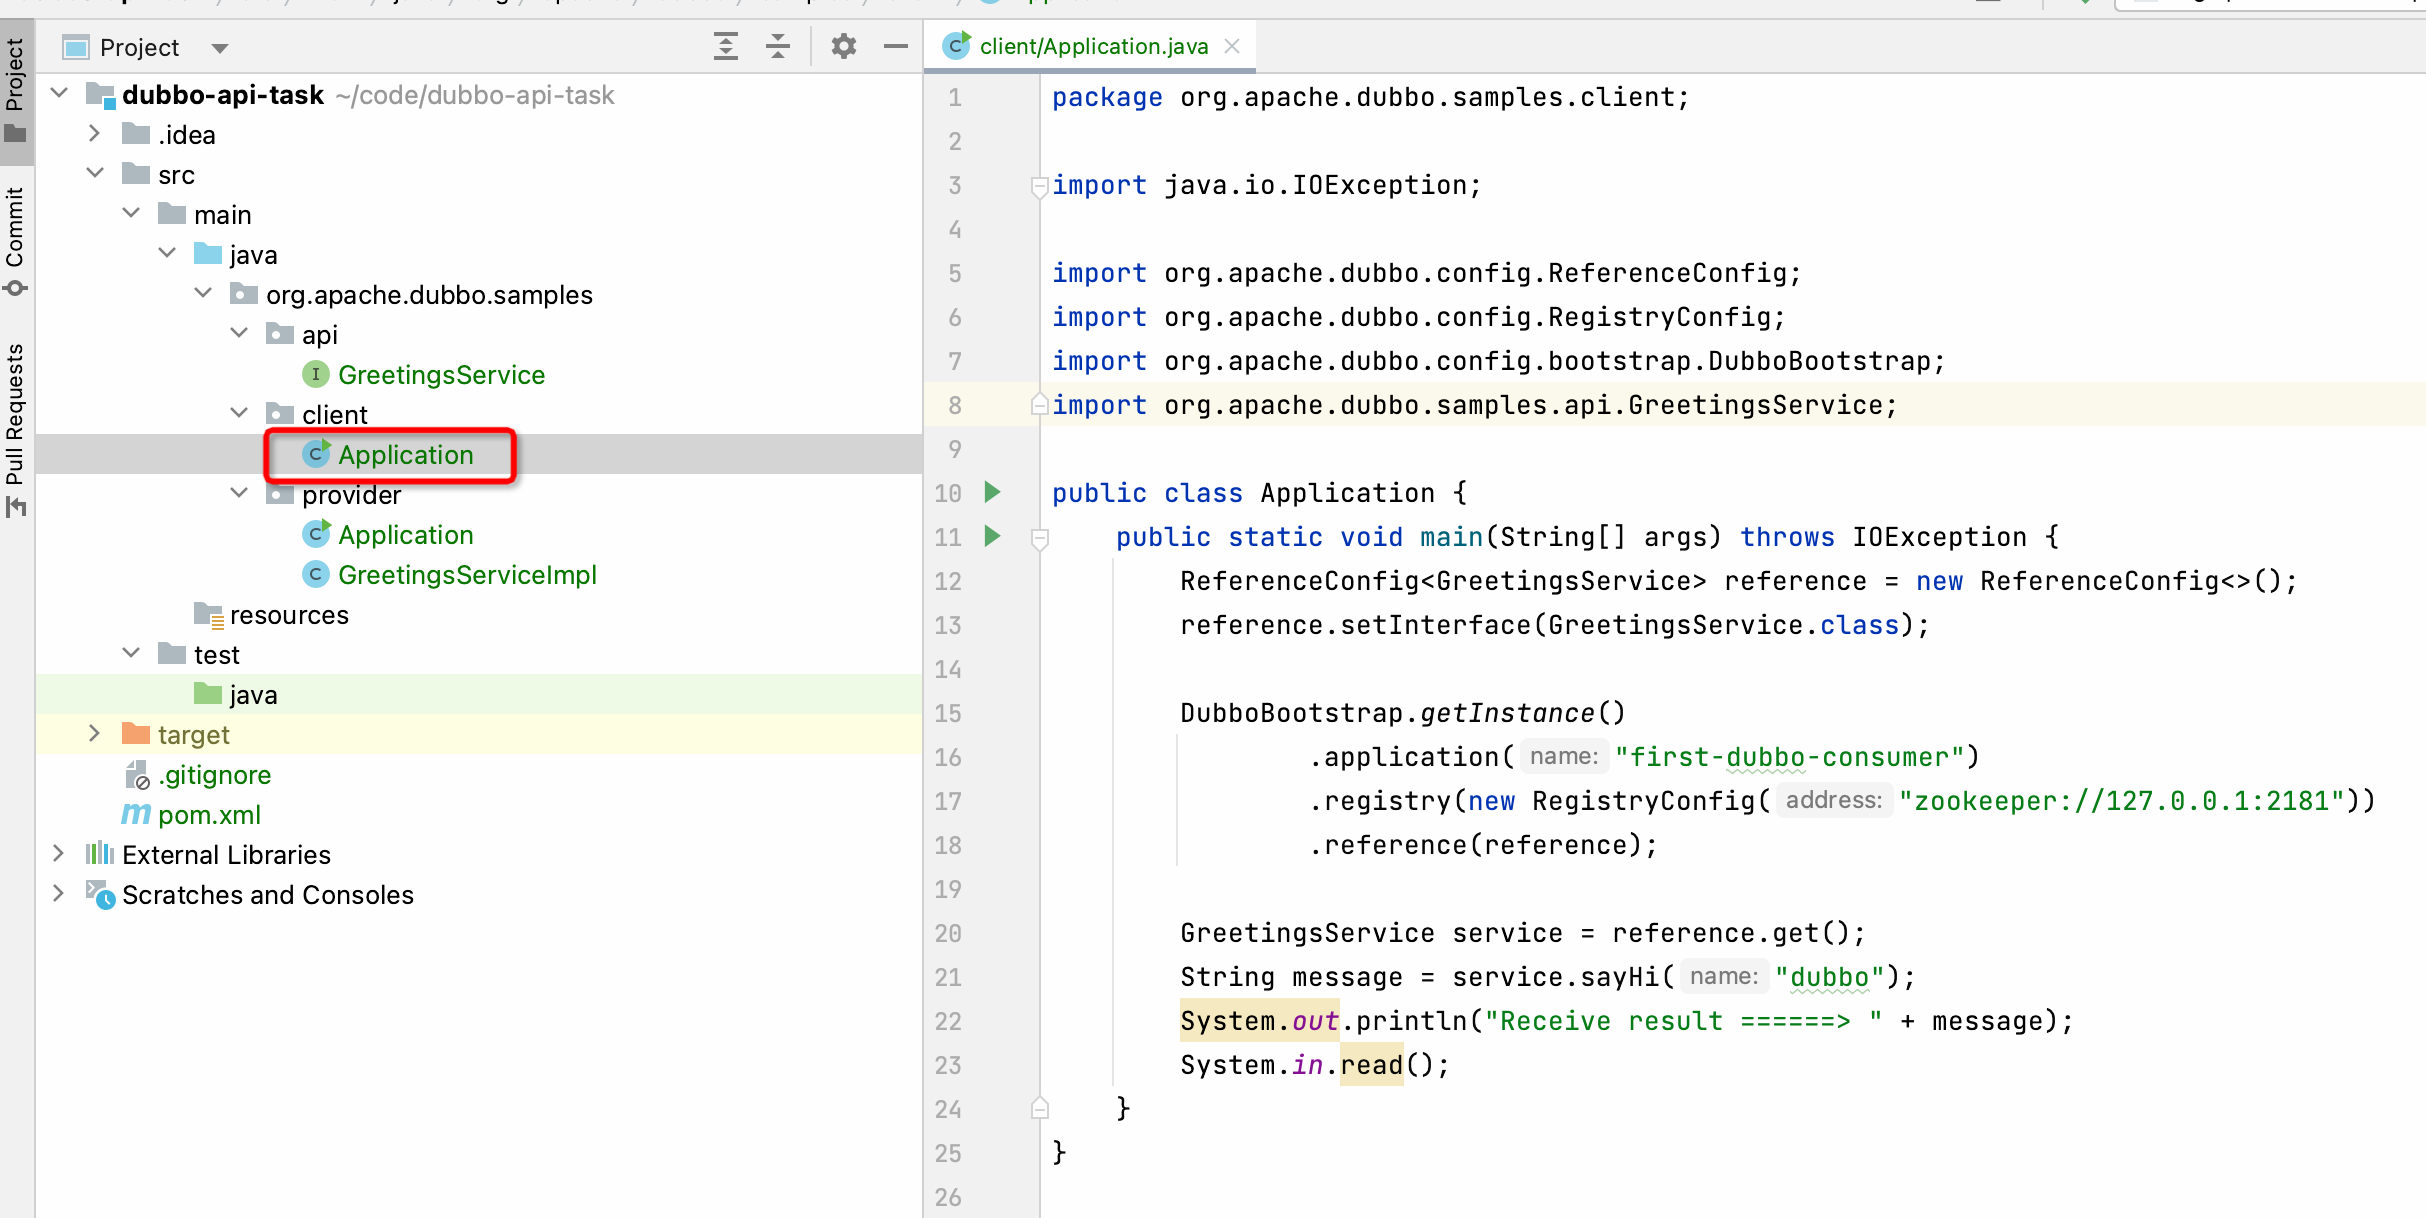 Project
Commit
Pull Requests
Project
dubbo-api-task ~/code/dubbo-api-task
.idea
src
main
java
org.apache.dubbo.samples
api
GreetingsService
client
Application
provider
Application
GreetingsServiceImpl
resources
test
java
target
.gitignore
pom.xml
External Libraries
Scratches and Consoles
client/Application.java
1 package org.apache.dubbo.samples.client;
2
3 import java.io.IOException;
4
5 import org.apache.dubbo.config.ReferenceConfig;
6 import org.apache.dubbo.config.RegistryConfig;
7 import org.apache.dubbo.config.bootstrap.DubboBootstrap;
8 import org.apache.dubbo.samples.api.GreetingsService;
9
10 public class Application {
11 public static void main(String[] args) throws IOException {
12 ReferenceConfig<GreetingsService> reference = new ReferenceConfig<>();
13 reference.setInterface(GreetingsService.class);
14
15 DubboBootstrap.getInstance()
16 .application( name: "first-dubbo-consumer")
17 .registry(new RegistryConfig( address: "zookeeper://127.0.0.1:2181"))
18 .reference(reference);
19
20 GreetingsService service = reference.get();
21 String message = service.sayHi( name: "dubbo");
22 System.out.println("Receive result ======> " + message);
23 System.in.read();
24 }
25 }
26